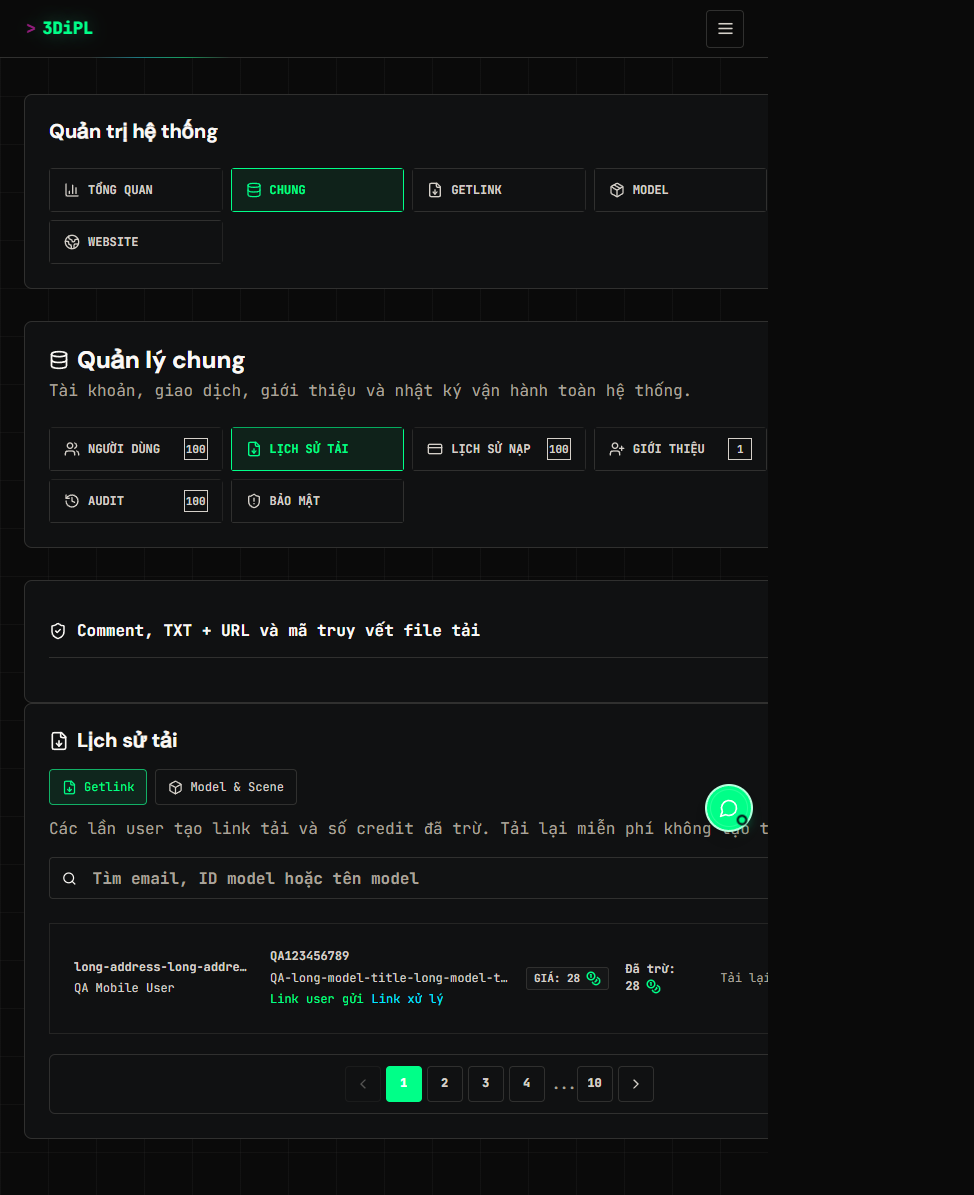 > 3DiPL
Quản trị hệ thống
TỔNG QUAN
CHUNG
GETLINK
MODEL
WEBSITE
Quản lý chung
Tài khoản, giao dịch, giới thiệu và nhật ký vận hành toàn hệ thống.
NGƯỜI DÙNG 100
LỊCH SỬ TẢI
LỊCH SỬ NẠP 100
GIỚI THIỆU 1
AUDIT 100
BẢO MẬT
Comment, TXT + URL và mã truy vết file tải
Lịch sử tải
Getlink
Model & Scene
Các lần user tạo link tải và số credit đã trừ. Tải lại miễn phí không tạo t
Tìm email, ID model hoặc tên model
long-address-long-addre…
QA Mobile User
QA123456789
QA-long-model-title-long-model-t…
Link user gửi Link xử lý
GIÁ: 28
Đã trừ:
28
Tải lại
1 2 3 4 ... 10